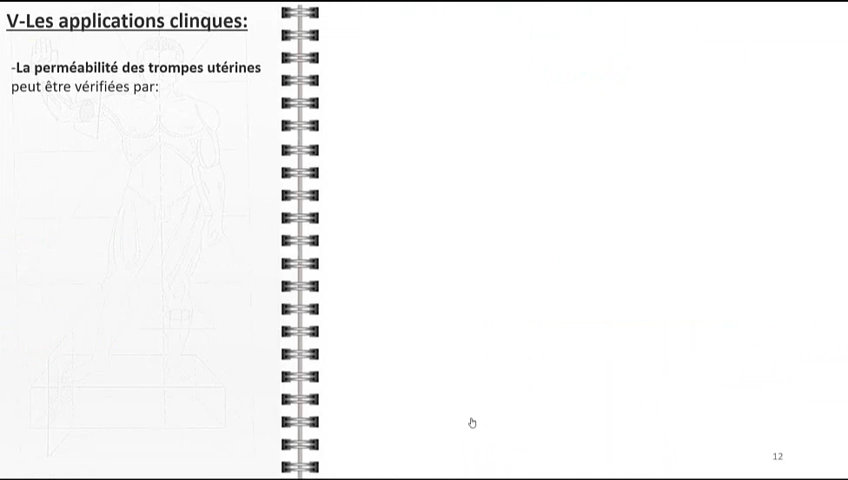 V-Les applications clinques:
-La perméabilité des trompes utérines
peut être vérifiées par:
12